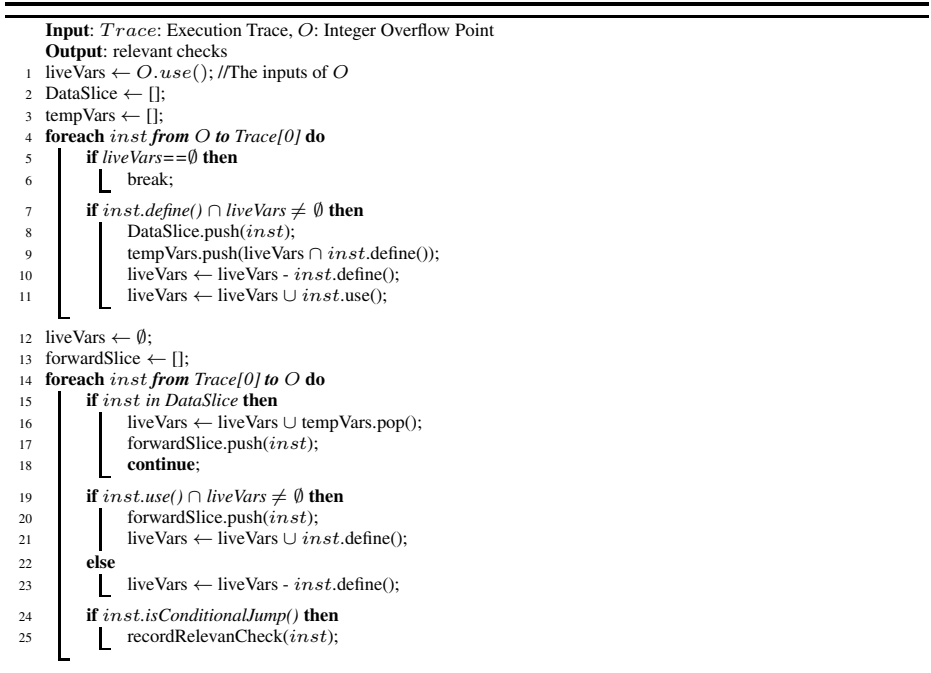 Input: Trace: Execution Trace, O: Integer Overflow Point
Output: relevant checks
1 liveVars ← O.use(); //The inputs of O
2 DataSlice ← [];
3 tempVars ← [];
4 foreach inst from O to Trace[0] do
5 if liveVars==∅ then
6 break;
7 if inst.define() ∩ liveVars ≠ ∅ then
8 DataSlice.push(inst);
9 tempVars.push(liveVars ∩ inst.define());
10 liveVars ← liveVars - inst.define();
11 liveVars ← liveVars ∪ inst.use();
12 liveVars ← ∅;
13 forwardSlice ← [];
14 foreach inst from Trace[0] to O do
15 if inst in DataSlice then
16 liveVars ← liveVars ∪ tempVars.pop();
17 forwardSlice.push(inst);
18 continue;
19 if inst.use() ∩ liveVars ≠ ∅ then
20 forwardSlice.push(inst);
21 liveVars ← liveVars ∪ inst.define();
22 else
23 liveVars ← liveVars - inst.define();
24 if inst.isConditionalJump() then
25 recordRelevanCheck(inst);